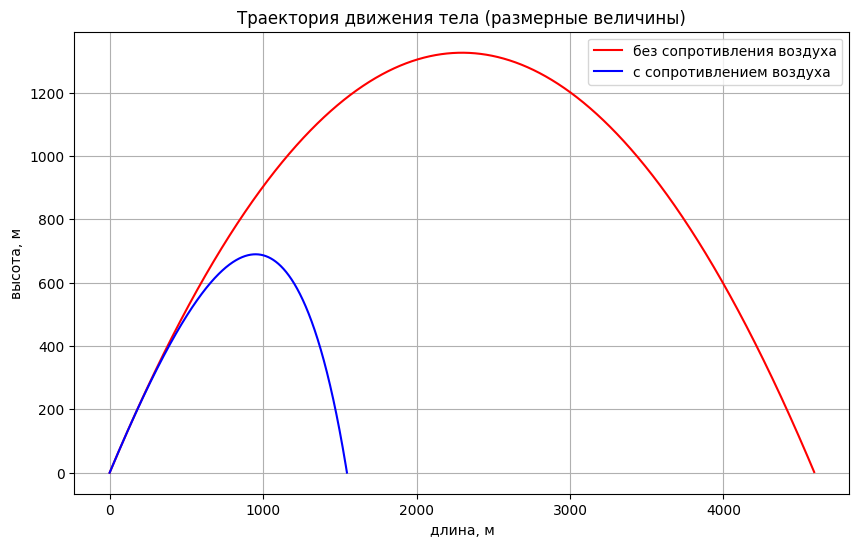 Траектория движения тела (размерные величины)
без сопротивления воздуха
с сопротивлением воздуха
высота, м
1200
1000
800
600
400
200
0
0 1000 2000 3000 4000
длина, м